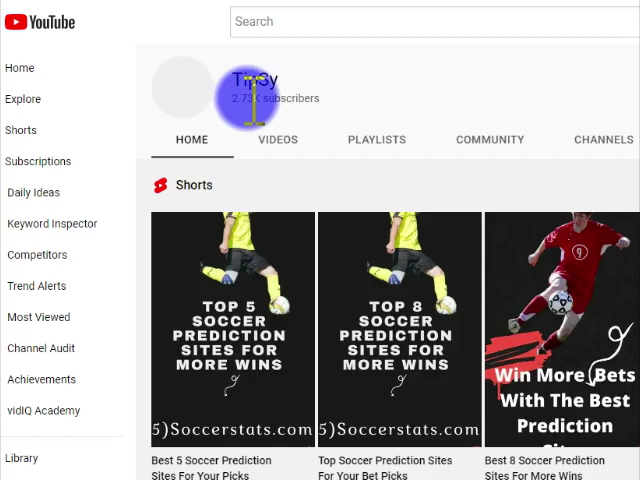 YouTube
Search
Home
Explore
Shorts
Subscriptions
Daily Ideas
Keyword Inspector
Competitors
Trend Alerts
Most Viewed
Channel Audit
Achievements
vidIQ Academy
Library
TipSy
2.73K subscribers
HOME VIDEOS PLAYLISTS COMMUNITY CHANNELS
Shorts
TOP 5
SOCCER
PREDICTION
SITES FOR
MORE WINS
5)Soccerstats.com
Best 5 Soccer Prediction
Sites For Your Picks
TOP 8
SOCCER
PREDICTION
SITES FOR
MORE WINS
5)Soccerstats.com
Top Soccer Prediction Sites
For Your Bet Picks
9
Win More Bets
With The Best
Prediction
Best 8 Soccer Prediction
Sites For More Wins